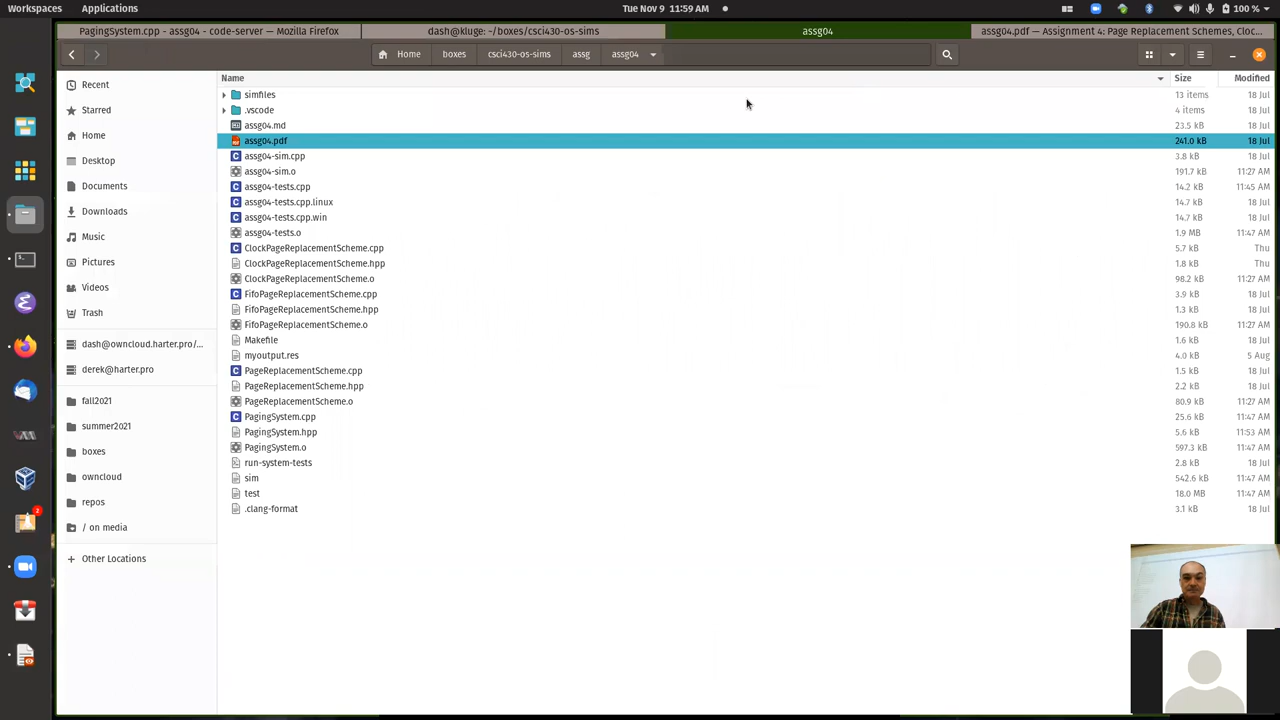 Workspaces Applications Tue Nov 9 11:59 AM 100 %
PagingSystem.cpp - assg04 - code-server — Mozilla Firefox dash@kluge: ~/boxes/csci430-os-sims assg04 assg04.pdf — Assignment 4: Page Replacement Schemes, Cloc...
Home boxes csci430-os-sims assg assg04
Name Size Modified
Recent
Starred
Home
Desktop
Documents
Downloads
Music
Pictures
Videos
Trash
dash@owncloud.harter.pro/...
derek@harter.pro
fall2021
summer2021
boxes
owncloud
repos
/ on media
+ Other Locations
simfiles 13 items 18 Jul
.vscode 4 items 18 Jul
assg04.md 23.5 kB 18 Jul
assg04.pdf 241.0 kB 18 Jul
assg04-sim.cpp 3.8 kB 18 Jul
assg04-sim.o 191.7 kB 11:27 AM
assg04-tests.cpp 14.2 kB 11:45 AM
assg04-tests.cpp.linux 14.7 kB 18 Jul
assg04-tests.cpp.win 14.7 kB 18 Jul
assg04-tests.o 1.9 MB 11:47 AM
ClockPageReplacementScheme.cpp 5.7 kB Thu
ClockPageReplacementScheme.hpp 1.8 kB Thu
ClockPageReplacementScheme.o 98.2 kB 11:27 AM
FifoPageReplacementScheme.cpp 3.9 kB 18 Jul
FifoPageReplacementScheme.hpp 1.3 kB 18 Jul
FifoPageReplacementScheme.o 190.8 kB 11:27 AM
Makefile 1.6 kB 18 Jul
myoutput.res 4.0 kB 5 Aug
PageReplacementScheme.cpp 1.5 kB 18 Jul
PageReplacementScheme.hpp 2.2 kB 18 Jul
PageReplacementScheme.o 80.9 kB 11:27 AM
PagingSystem.cpp 25.6 kB 11:47 AM
PagingSystem.hpp 5.6 kB 11:53 AM
PagingSystem.o 597.3 kB 11:47 AM
run-system-tests 2.8 kB 18 Jul
sim 542.6 kB 11:47 AM
test 18.0 MB 11:47 AM
.clang-format 3.1 kB 18 Jul
2